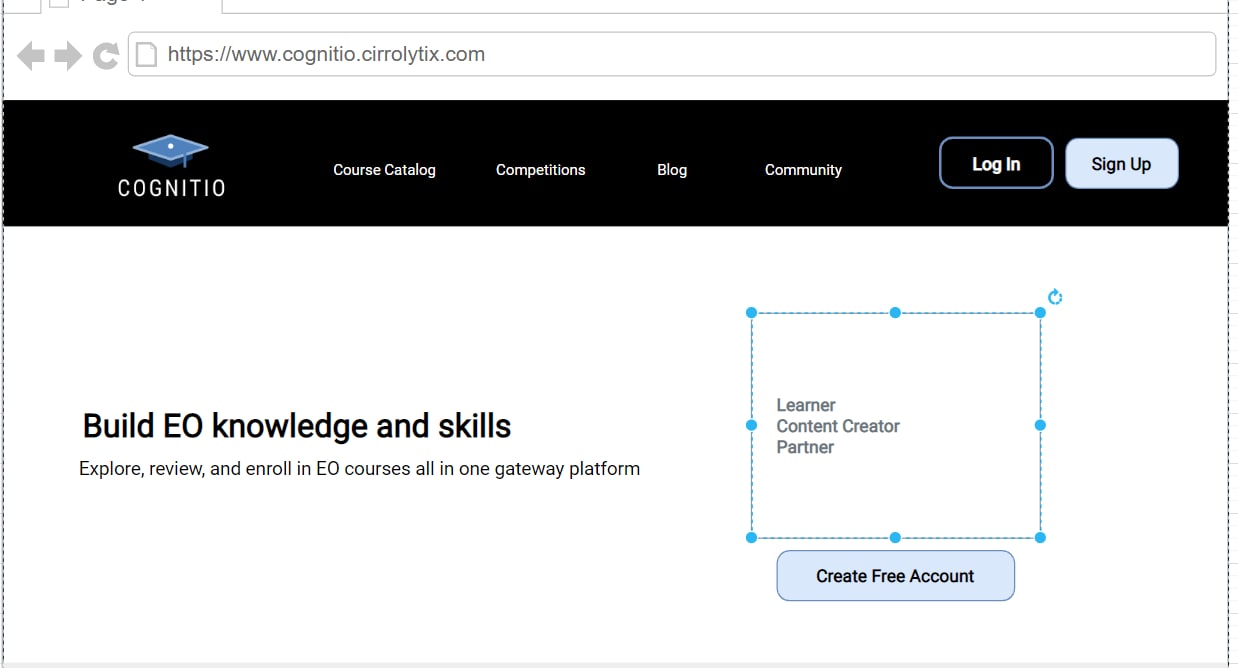 https://www.cognitio.cirrolytix.com
COGNITIO
Course Catalog
Competitions
Blog
Community
Log In
Sign Up
Build EO knowledge and skills
Explore, review, and enroll in EO courses all in one gateway platform
Learner
Content Creator
Partner
Create Free Account